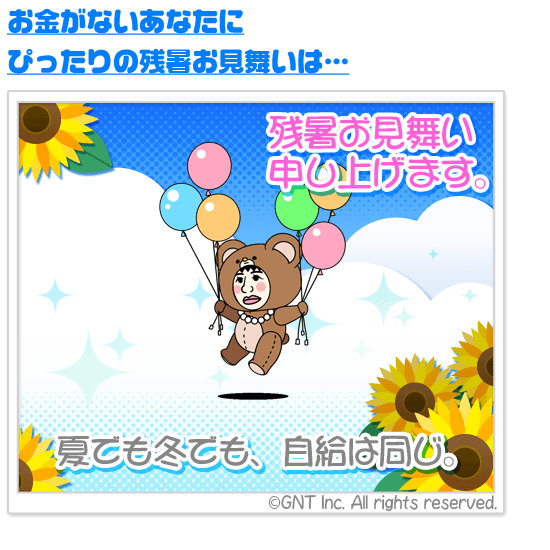 お金がないあなたに
ぴったりの残暑お見舞いは…
残暑お見舞い
申し上げます。
夏でも冬でも、自給は同じ。
©GNT Inc. All rights reserved.